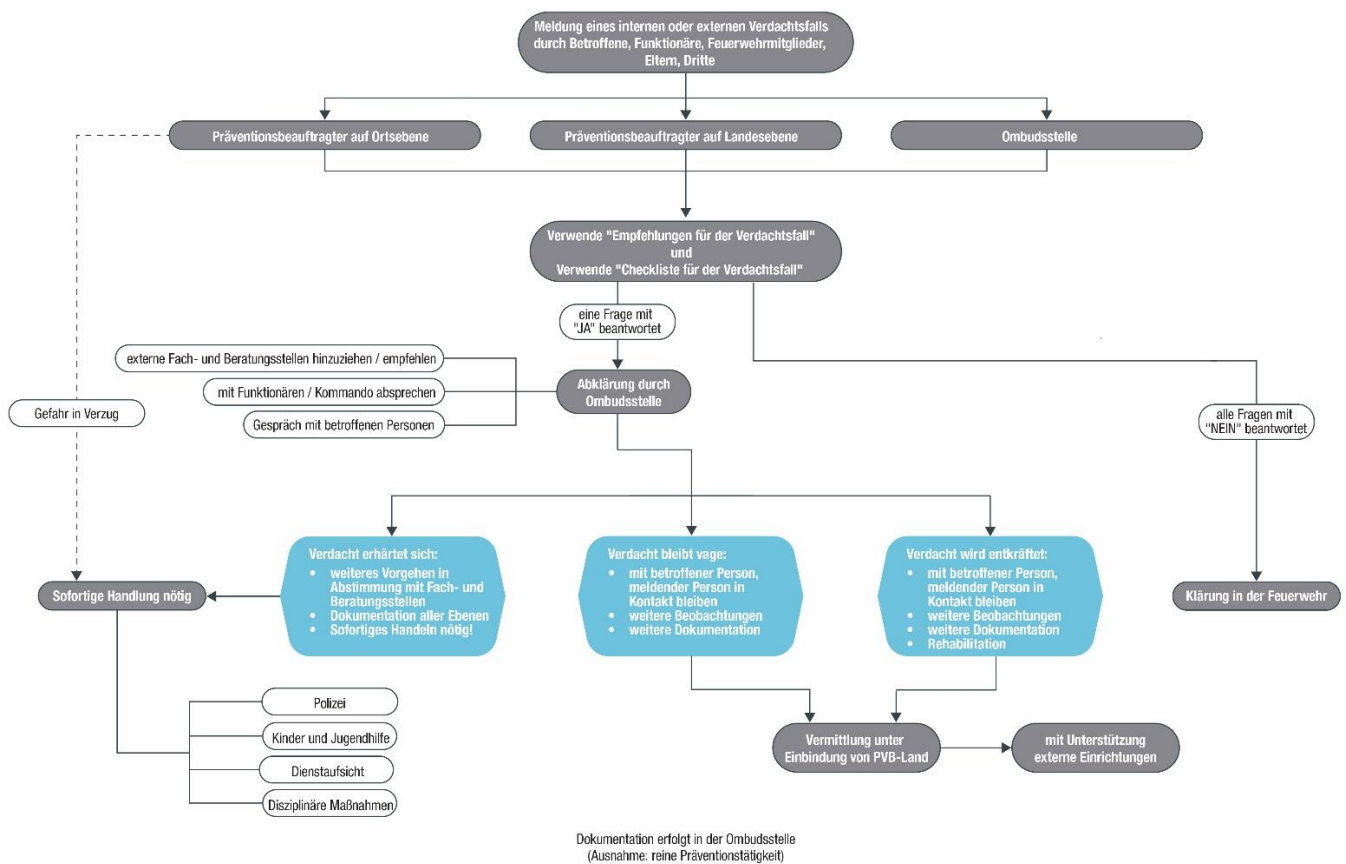 Meldung eines internen oder externen Verdachtsfalls
durch Betroffene, Funktionäre, Feuerwehrmitglieder,
Eltern, Dritte
Präventionsbeauftragter auf Ortsebene
Präventionsbeauftragter auf Landesebene
Ombudsstelle
Verwende "Empfehlungen für der Verdachtsfall"
und
Verwende "Checkliste für der Verdachtsfall"
eine Frage mit
"JA" beantwortet
externe Fach- und Beratungsstellen hinzuziehen / empfehlen
mit Funktionären / Kommando absprechen
Gespräch mit betroffenen Personen
Abklärung durch
Ombudsstelle
Gefahr in Verzug
alle Fragen mit
"NEIN" beantwortet
Verdacht erhärtet sich:
• weiteres Vorgehen in
Abstimmung mit Fach- und
Beratungsstellen
• Dokumentation aller Ebenen
• Sofortiges Handeln nötig!
Verdacht bleibt vage:
• mit betroffener Person,
meldender Person in
Kontakt bleiben
• weitere Beobachtungen
• weitere Dokumentation
Verdacht wird entkräftet:
• mit betroffener Person,
meldender Person in
Kontakt bleiben
• weitere Beobachtungen
• weitere Dokumentation
• Rehabilitation
Sofortige Handlung nötig
Klärung in der Feuerwehr
Polizei
Kinder und Jugendhilfe
Dienstaufsicht
Disziplinäre Maßnahmen
Vermittlung unter
Einbindung von PVB-Land
mit Unterstützung
externe Einrichtungen
Dokumentation erfolgt in der Ombudsstelle
(Ausnahme: reine Präventionstätigkeit)